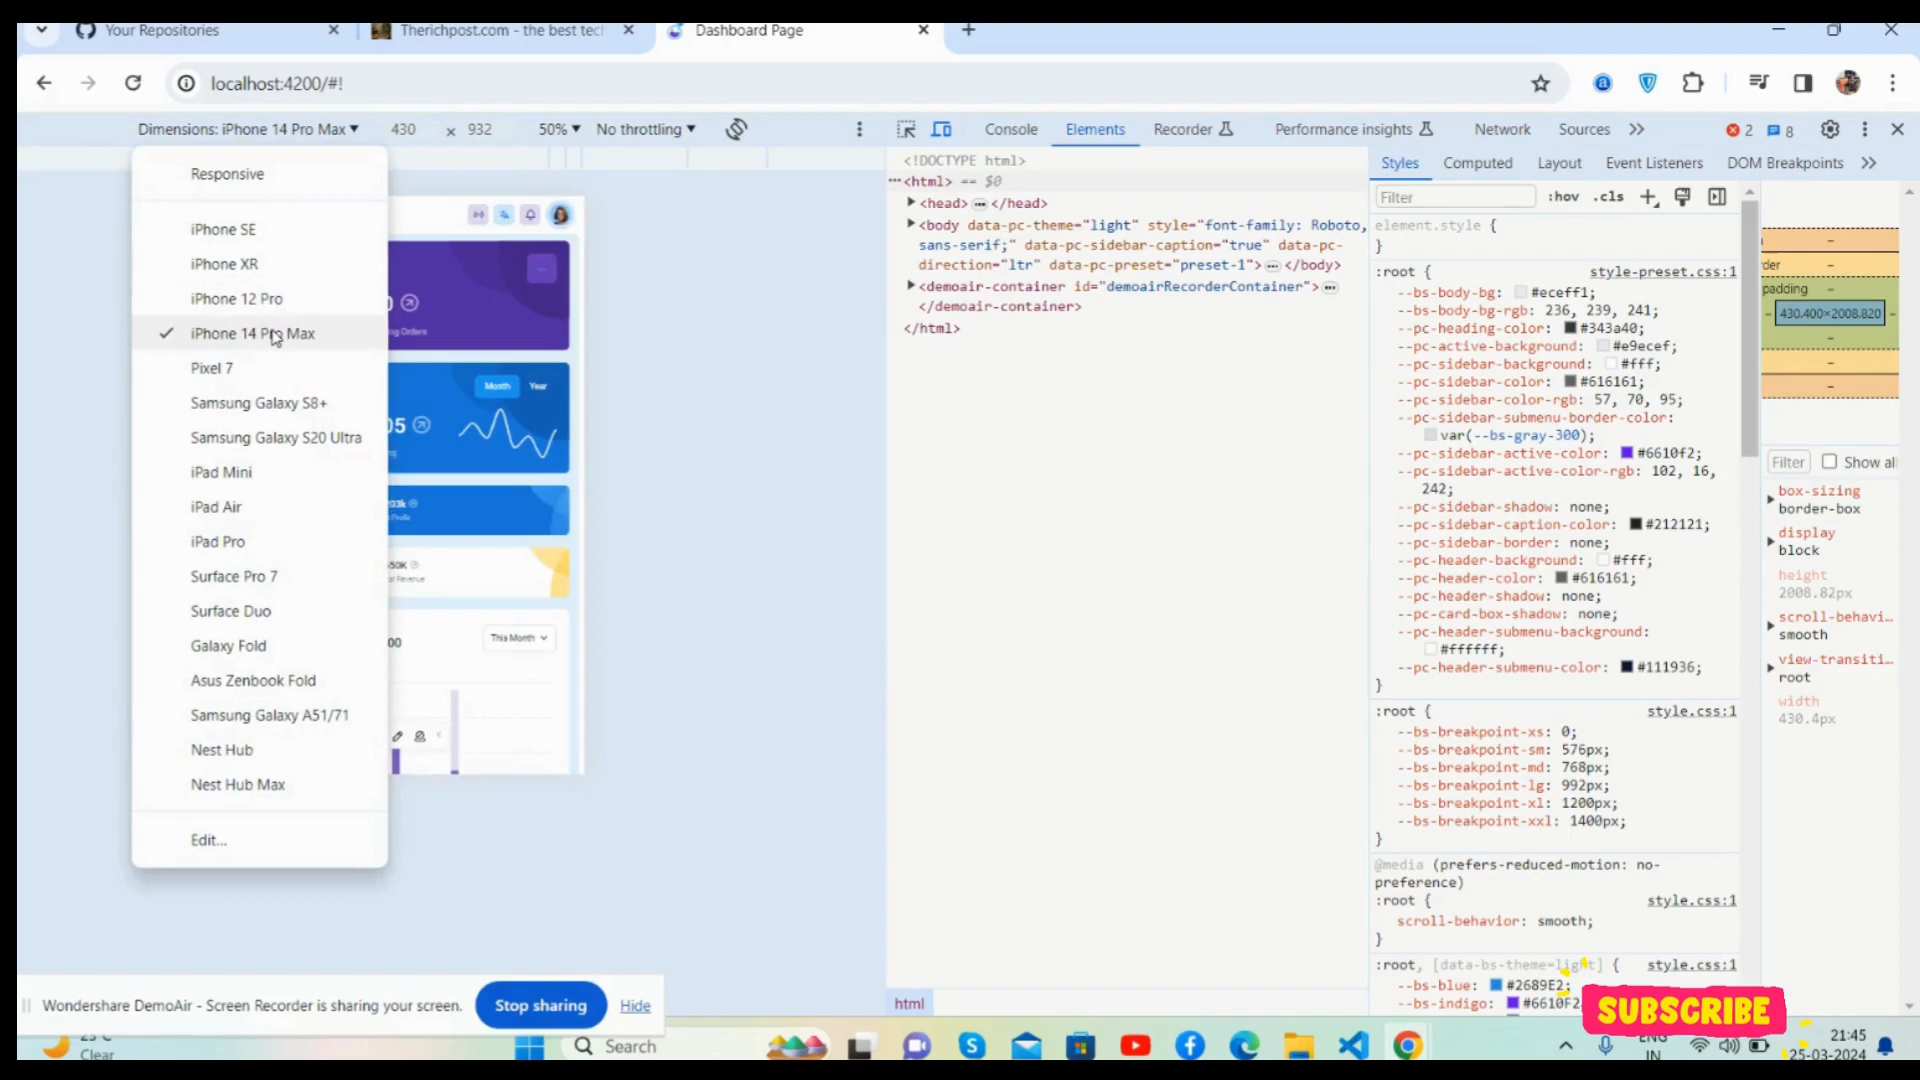 Your Repositories
Therichpost.com - the best tec
Dashboard Page
localhost:4200/#!
Dimensions: iPhone 14 Pro Max ▼ 430 x 932 50% ▼ No throttling ▼
Console Elements Recorder Performance insights Network Sources 2 8
Responsive
iPhone SE
iPhone XR
iPhone 12 Pro
iPhone 14 Pro Max
Pixel 7
Samsung Galaxy S8+
Samsung Galaxy S20 Ultra
iPad Mini
iPad Air
iPad Pro
Surface Pro 7
Surface Duo
Galaxy Fold
Asus Zenbook Fold
Samsung Galaxy A51/71
Nest Hub
Nest Hub Max
Edit...
Month Year
This Month
<!DOCTYPE html>
<html> == $0
<head> </head>
<body data-pc-theme="light" style="font-family: Roboto,
sans-serif;" data-pc-sidebar-caption="true" data-pc-
direction="ltr" data-pc-preset="preset-1"> </body>
<demoair-container id="demoairRecorderContainer">
</demoair-container>
</html>
html
Styles Computed Layout Event Listeners DOM Breakpoints
Filter :hov .cls
element.style {
}
:root { style-preset.css:1
--bs-body-bg: #eceff1;
--bs-body-bg-rgb: 236, 239, 241;
--pc-heading-color: #343a40;
--pc-active-background: #e9ecef;
--pc-sidebar-background: #fff;
--pc-sidebar-color: #616161;
--pc-sidebar-color-rgb: 57, 70, 95;
--pc-sidebar-submenu-border-color:
var(--bs-gray-300);
--pc-sidebar-active-color: #6610f2;
--pc-sidebar-active-color-rgb: 102, 16,
242;
--pc-sidebar-shadow: none;
--pc-sidebar-caption-color: #212121;
--pc-sidebar-border: none;
--pc-header-background: #fff;
--pc-header-color: #616161;
--pc-header-shadow: none;
--pc-card-box-shadow: none;
--pc-header-submenu-background:
#ffffff;
--pc-header-submenu-color: #111936;
}
:root { style.css:1
--bs-breakpoint-xs: 0;
--bs-breakpoint-sm: 576px;
--bs-breakpoint-md: 768px;
--bs-breakpoint-lg: 992px;
--bs-breakpoint-xl: 1200px;
--bs-breakpoint-xxl: 1400px;
}
@media (prefers-reduced-motion: no-
preference)
:root { style.css:1
scroll-behavior: smooth;
}
:root, [data-bs-theme=light] { style.css:1
--bs-blue: #2689E2;
--bs-indigo: #6610F2
padding
430.400×2008.820
Filter Show all
box-sizing
border-box
display
block
height
2008.82px
scroll-behavi...
smooth
view-transiti...
root
width
430.4px
Wondershare DemoAir - Screen Recorder is sharing your screen. Stop sharing Hide
SUBSCRIBE
Clear
Search
IN
21:45
25-03-2024